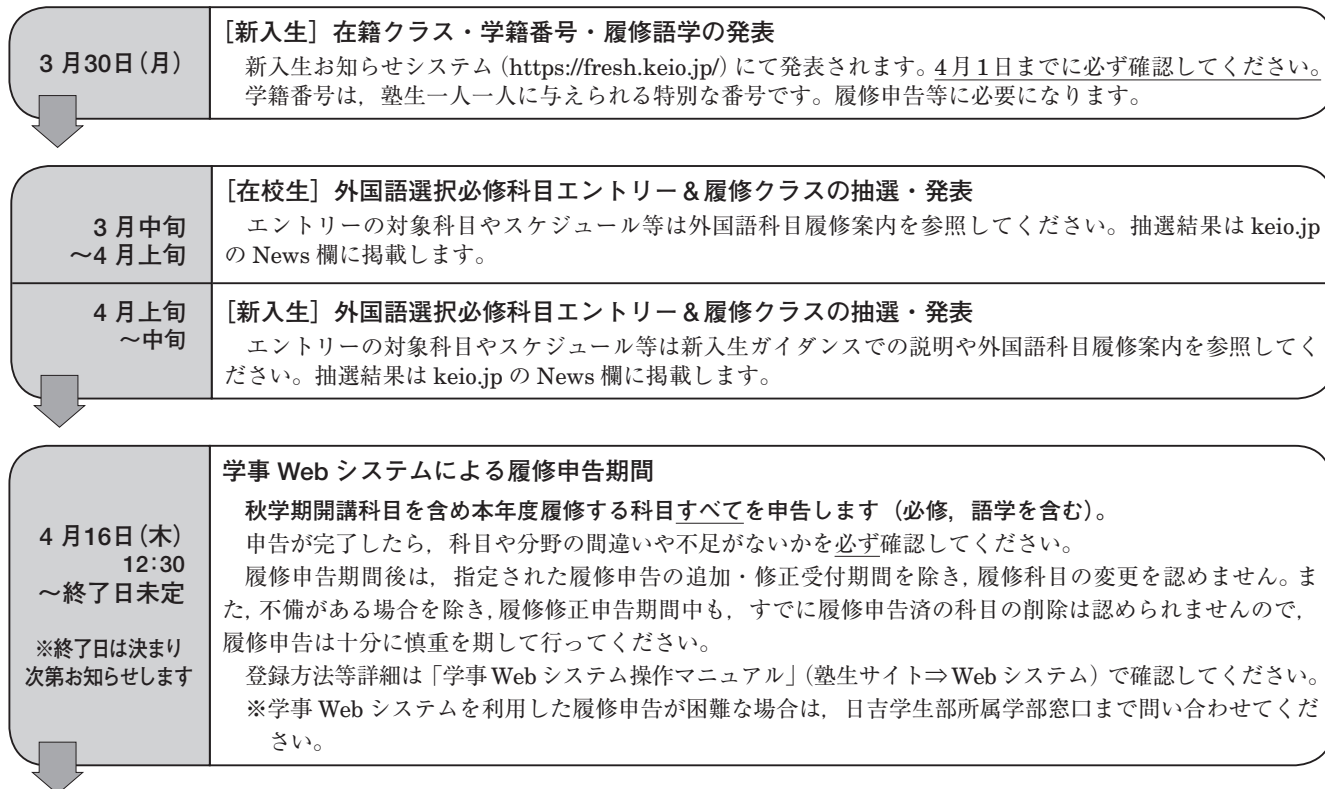 3月30日(月)
[新入生] 在籍クラス・学籍番号・履修語学の発表
新入生お知らせシステム(https://fresh.keio.jp/)にて発表されます。4月1日までに必ず確認してください。
学籍番号は，塾生一人一人に与えられる特別な番号です。履修申告等に必要になります。
3月中旬
～4月上旬
[在校生] 外国語選択必修科目エントリー＆履修クラスの抽選・発表
エントリーの対象科目やスケジュール等は外国語科目履修案内を参照してください。抽選結果は keio.jp
の News 欄に掲載します。
4月上旬
～中旬
[新入生] 外国語選択必修科目エントリー＆履修クラスの抽選・発表
エントリーの対象科目やスケジュール等は新入生ガイダンスでの説明や外国語科目履修案内を参照してく
ださい。抽選結果は keio.jp の News 欄に掲載します。
4月16日(木)
12:30
～終了日未定
※終了日は決まり
次第お知らせします
学事 Web システムによる履修申告期間
秋学期開講科目を含め本年度履修する科目すべてを申告します（必修，語学を含む）。
申告が完了したら，科目や分野の間違いや不足がないかを必ず確認してください。
履修申告期間後は，指定された履修申告の追加・修正受付期間を除き，履修科目の変更を認めません。ま
た，不備がある場合を除き，履修修正申告期間中も，すでに履修申告済の科目の削除は認められませんので，
履修申告は十分に慎重を期して行ってください。
登録方法等詳細は「学事 Web システム操作マニュアル」（塾生サイト⇒Web システム）で確認してください。
※学事 Web システムを利用した履修申告が困難な場合は，日吉学生部所属学部窓口まで問い合わせてくだ
さい。